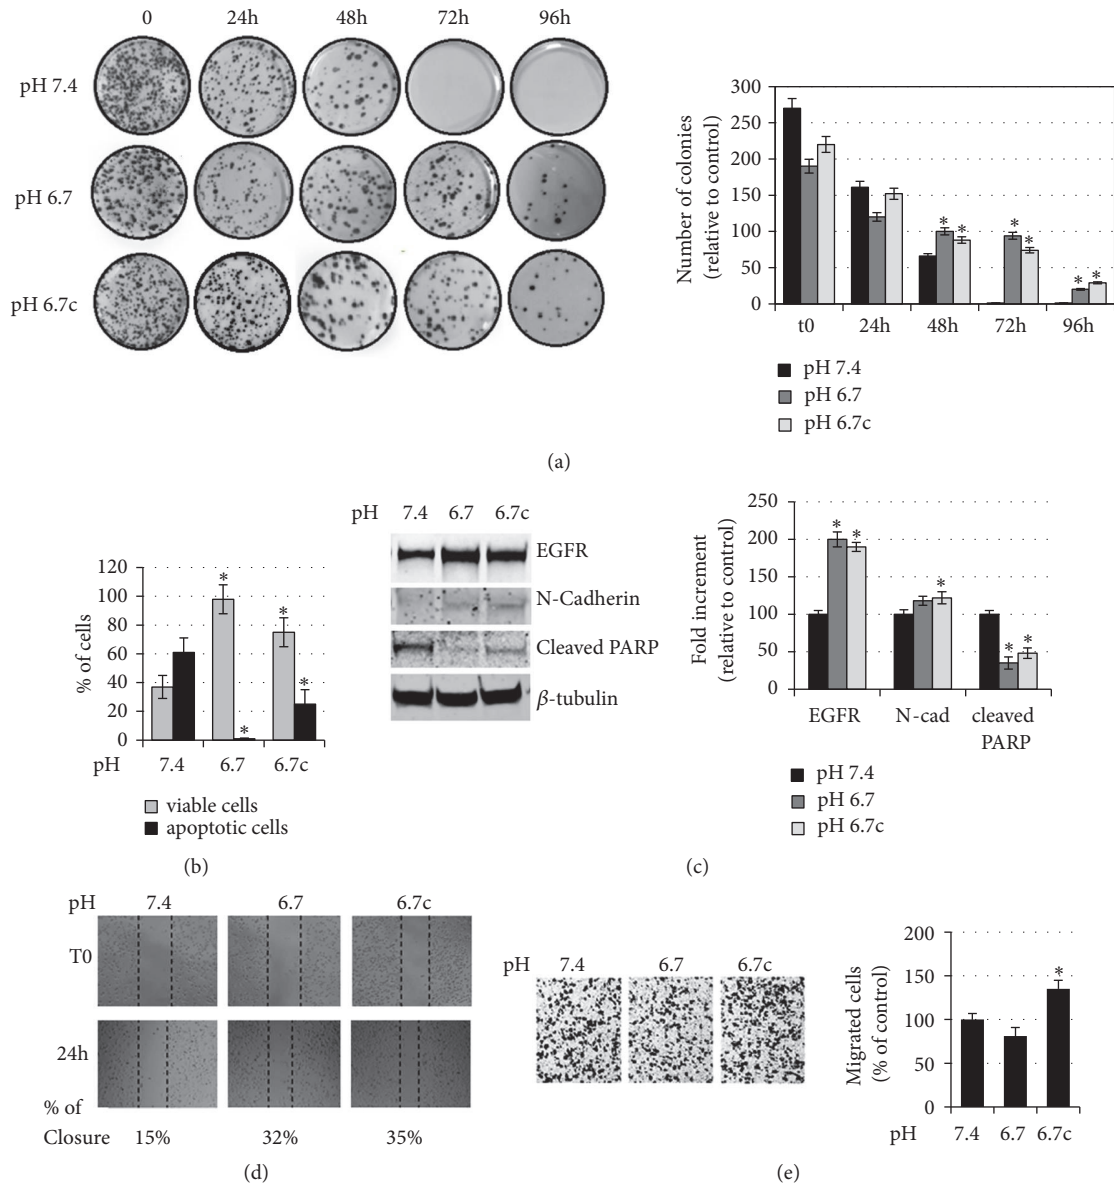 0 24h 48h 72h 96h
pH 7.4
pH 6.7
pH 6.7c
Number of colonies
(relative to control)
300
250
200
150
100
50
0
* * * * * *
t0 24h 48h 72h 96h
pH 7.4
pH 6.7
pH 6.7c
(a)
% of cells
120
100
80
60
40
20
0
* * * *
pH 7.4 6.7 6.7c
viable cells
apoptotic cells
(b)
pH 7.4 6.7 6.7c
EGFR
N-Cadherin
Cleaved PARP
β-tubulin
Fold increment
(relative to control)
250
200
150
100
50
0
* * * * *
EGFR N-cad cleaved
PARP
pH 7.4
pH 6.7
pH 6.7c
(c)
pH 7.4 6.7 6.7c
T0
24h
% of
Closure 15% 32% 35%
(d)
pH 7.4 6.7 6.7c
Migrated cells
(% of control)
200
150
100
50
0
*
pH 7.4 6.7 6.7c
(e)